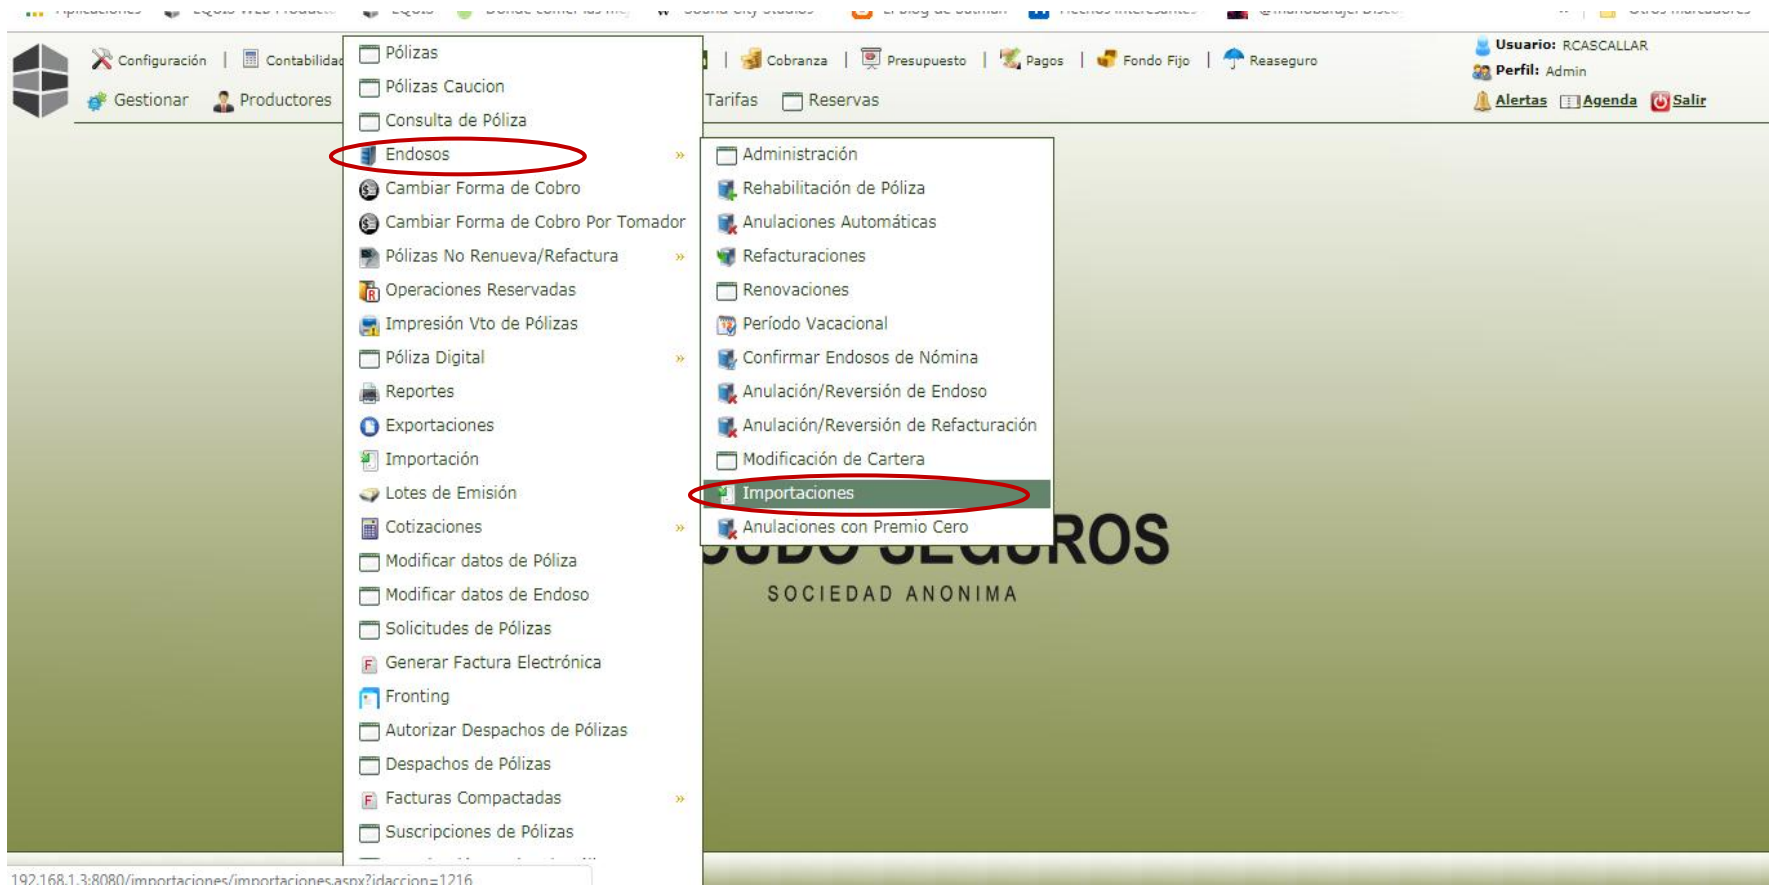 Configuración | Contabilidad | Cobranza | Presupuesto | Pagos | Fondo Fijo | Reaseguro
Usuario: RCASCALLAR
Perfil: Admin
Gestionar Productores Tarifas Reservas
Alertas Agenda Salir
Pólizas
Pólizas Caucion
Consulta de Póliza
Endosos »
Cambiar Forma de Cobro
Cambiar Forma de Cobro Por Tomador
Pólizas No Renueva/Refactura »
Operaciones Reservadas
Impresión Vto de Pólizas
Póliza Digital »
Reportes
Exportaciones
Importación
Lotes de Emisión
Cotizaciones »
Modificar datos de Póliza
Modificar datos de Endoso
Solicitudes de Pólizas
Generar Factura Electrónica
Fronting
Autorizar Despachos de Pólizas
Despachos de Pólizas
Facturas Compactadas »
Suscripciones de Pólizas
Administración
Rehabilitación de Póliza
Anulaciones Automáticas
Refacturaciones
Renovaciones
Período Vacacional
Confirmar Endosos de Nómina
Anulación/Reversión de Endoso
Anulación/Reversión de Refacturación
Modificación de Cartera
Importaciones
Anulaciones con Premio Cero
CUDO SEGUROS
SOCIEDAD ANONIMA
192.168.1.3:8080/importaciones/importaciones.aspx?idaccion=1216